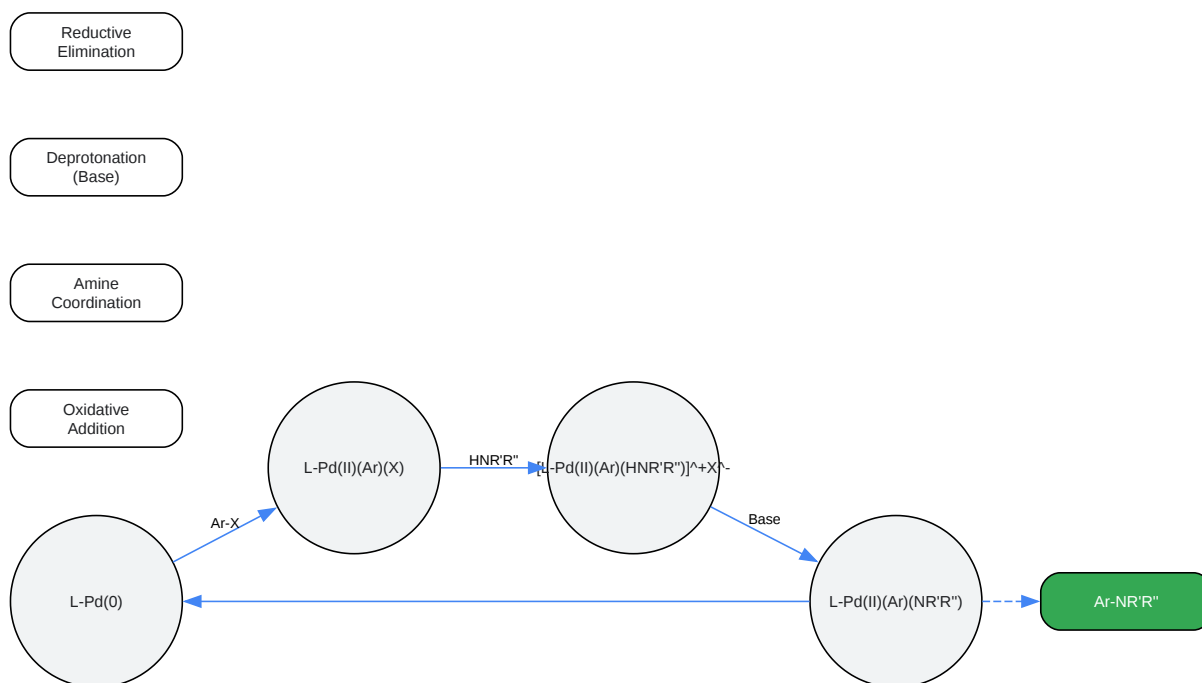 Reductive
Elimination
Deprotonation
(Base)
Amine
Coordination
Oxidative
Addition
L-Pd(II)(Ar)(X)
HNR'R"
[L-Pd(II)(Ar)(HNR'R")]^+X^-
Ar-X
Base
L-Pd(0)
L-Pd(II)(Ar)(NR'R")
Ar-NR'R"